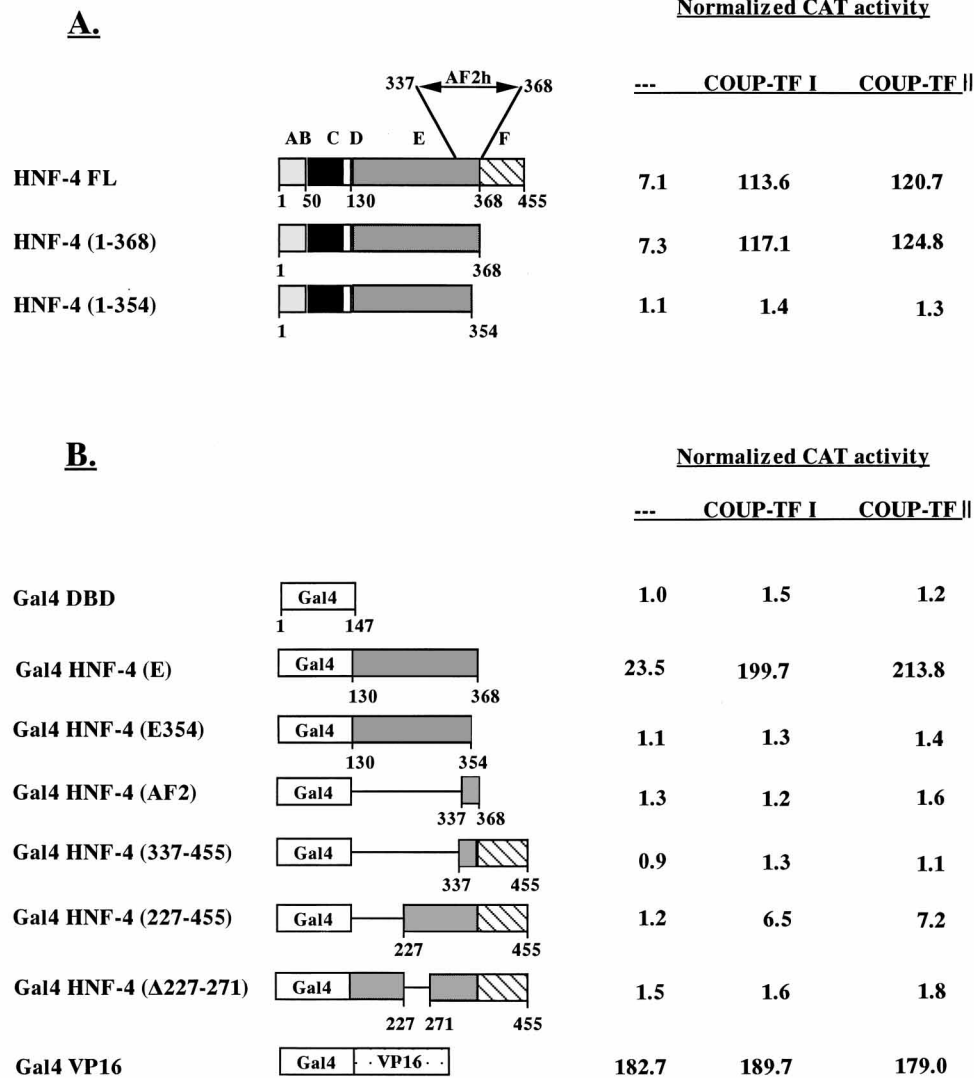 Normalized CAT activity
A.
--- COUP-TF I COUP-TF II
337 AF2h 368
AB C D E F
HNF-4 FL 7.1 113.6 120.7
1 50 130 368 455
HNF-4 (1-368) 7.3 117.1 124.8
1 368
HNF-4 (1-354) 1.1 1.4 1.3
1 354
B.
Normalized CAT activity
--- COUP-TF I COUP-TF II
Gal4 DBD Gal4 1.0 1.5 1.2
1 147
Gal4 HNF-4 (E) Gal4 23.5 199.7 213.8
130 368
Gal4 HNF-4 (E354) Gal4 1.1 1.3 1.4
130 354
Gal4 HNF-4 (AF2) Gal4 1.3 1.2 1.6
337 368
Gal4 HNF-4 (337-455) Gal4 0.9 1.3 1.1
337 455
Gal4 HNF-4 (227-455) Gal4 1.2 6.5 7.2
227 455
Gal4 HNF-4 (Δ227-271) Gal4 1.5 1.6 1.8
227 271 455
Gal4 VP16 Gal4 VP16 182.7 189.7 179.0